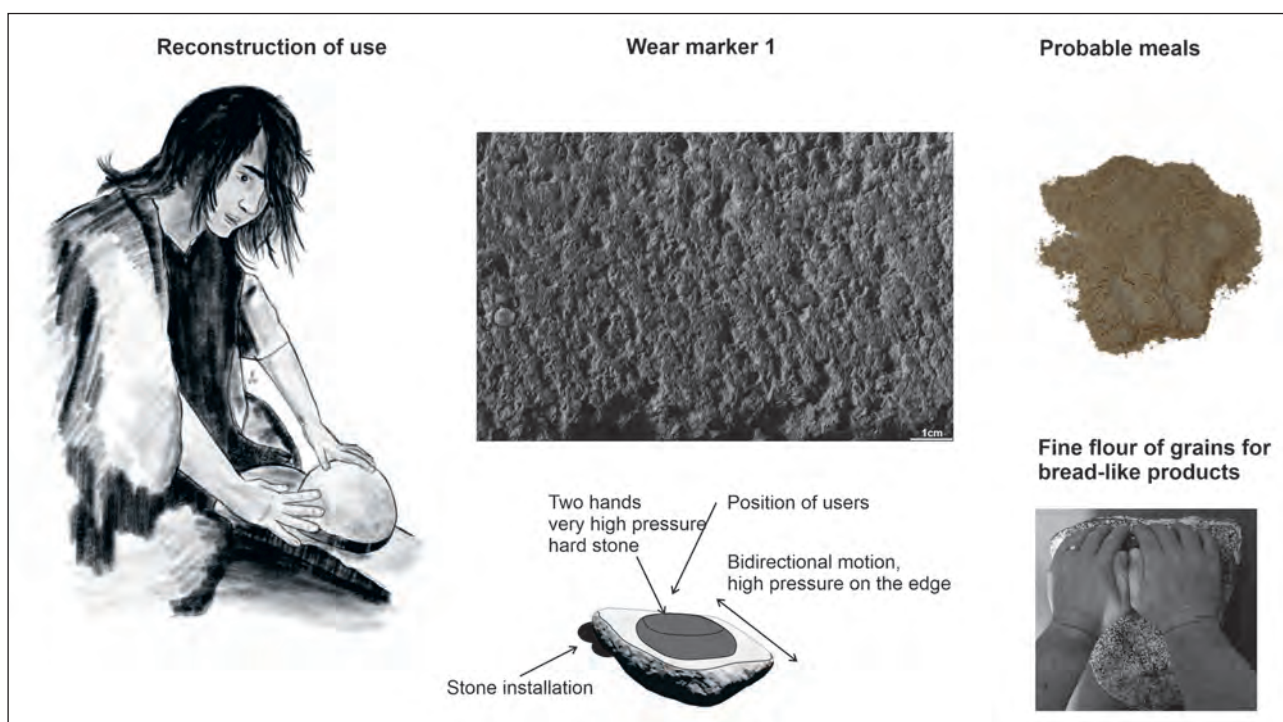 Reconstruction of use
Wear marker 1
Probable meals
1cm
Fine flour of grains for
bread-like products
Two hands
very high pressure
hard stone
Position of users
Bidirectional motion,
high pressure on the edge
Stone installation